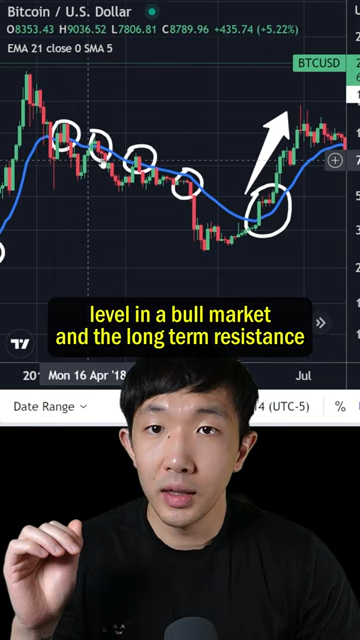 Bitcoin / U.S. Dollar
O8353.43 H9036.52 L7806.81 C8789.96 +435.74 (+5.22%)
EMA 21 close 0 SMA 5
BTCUSD
level in a bull market
and the long term resistance
Mon 16 Apr '18
Jul
Date Range
14 (UTC-5)
%